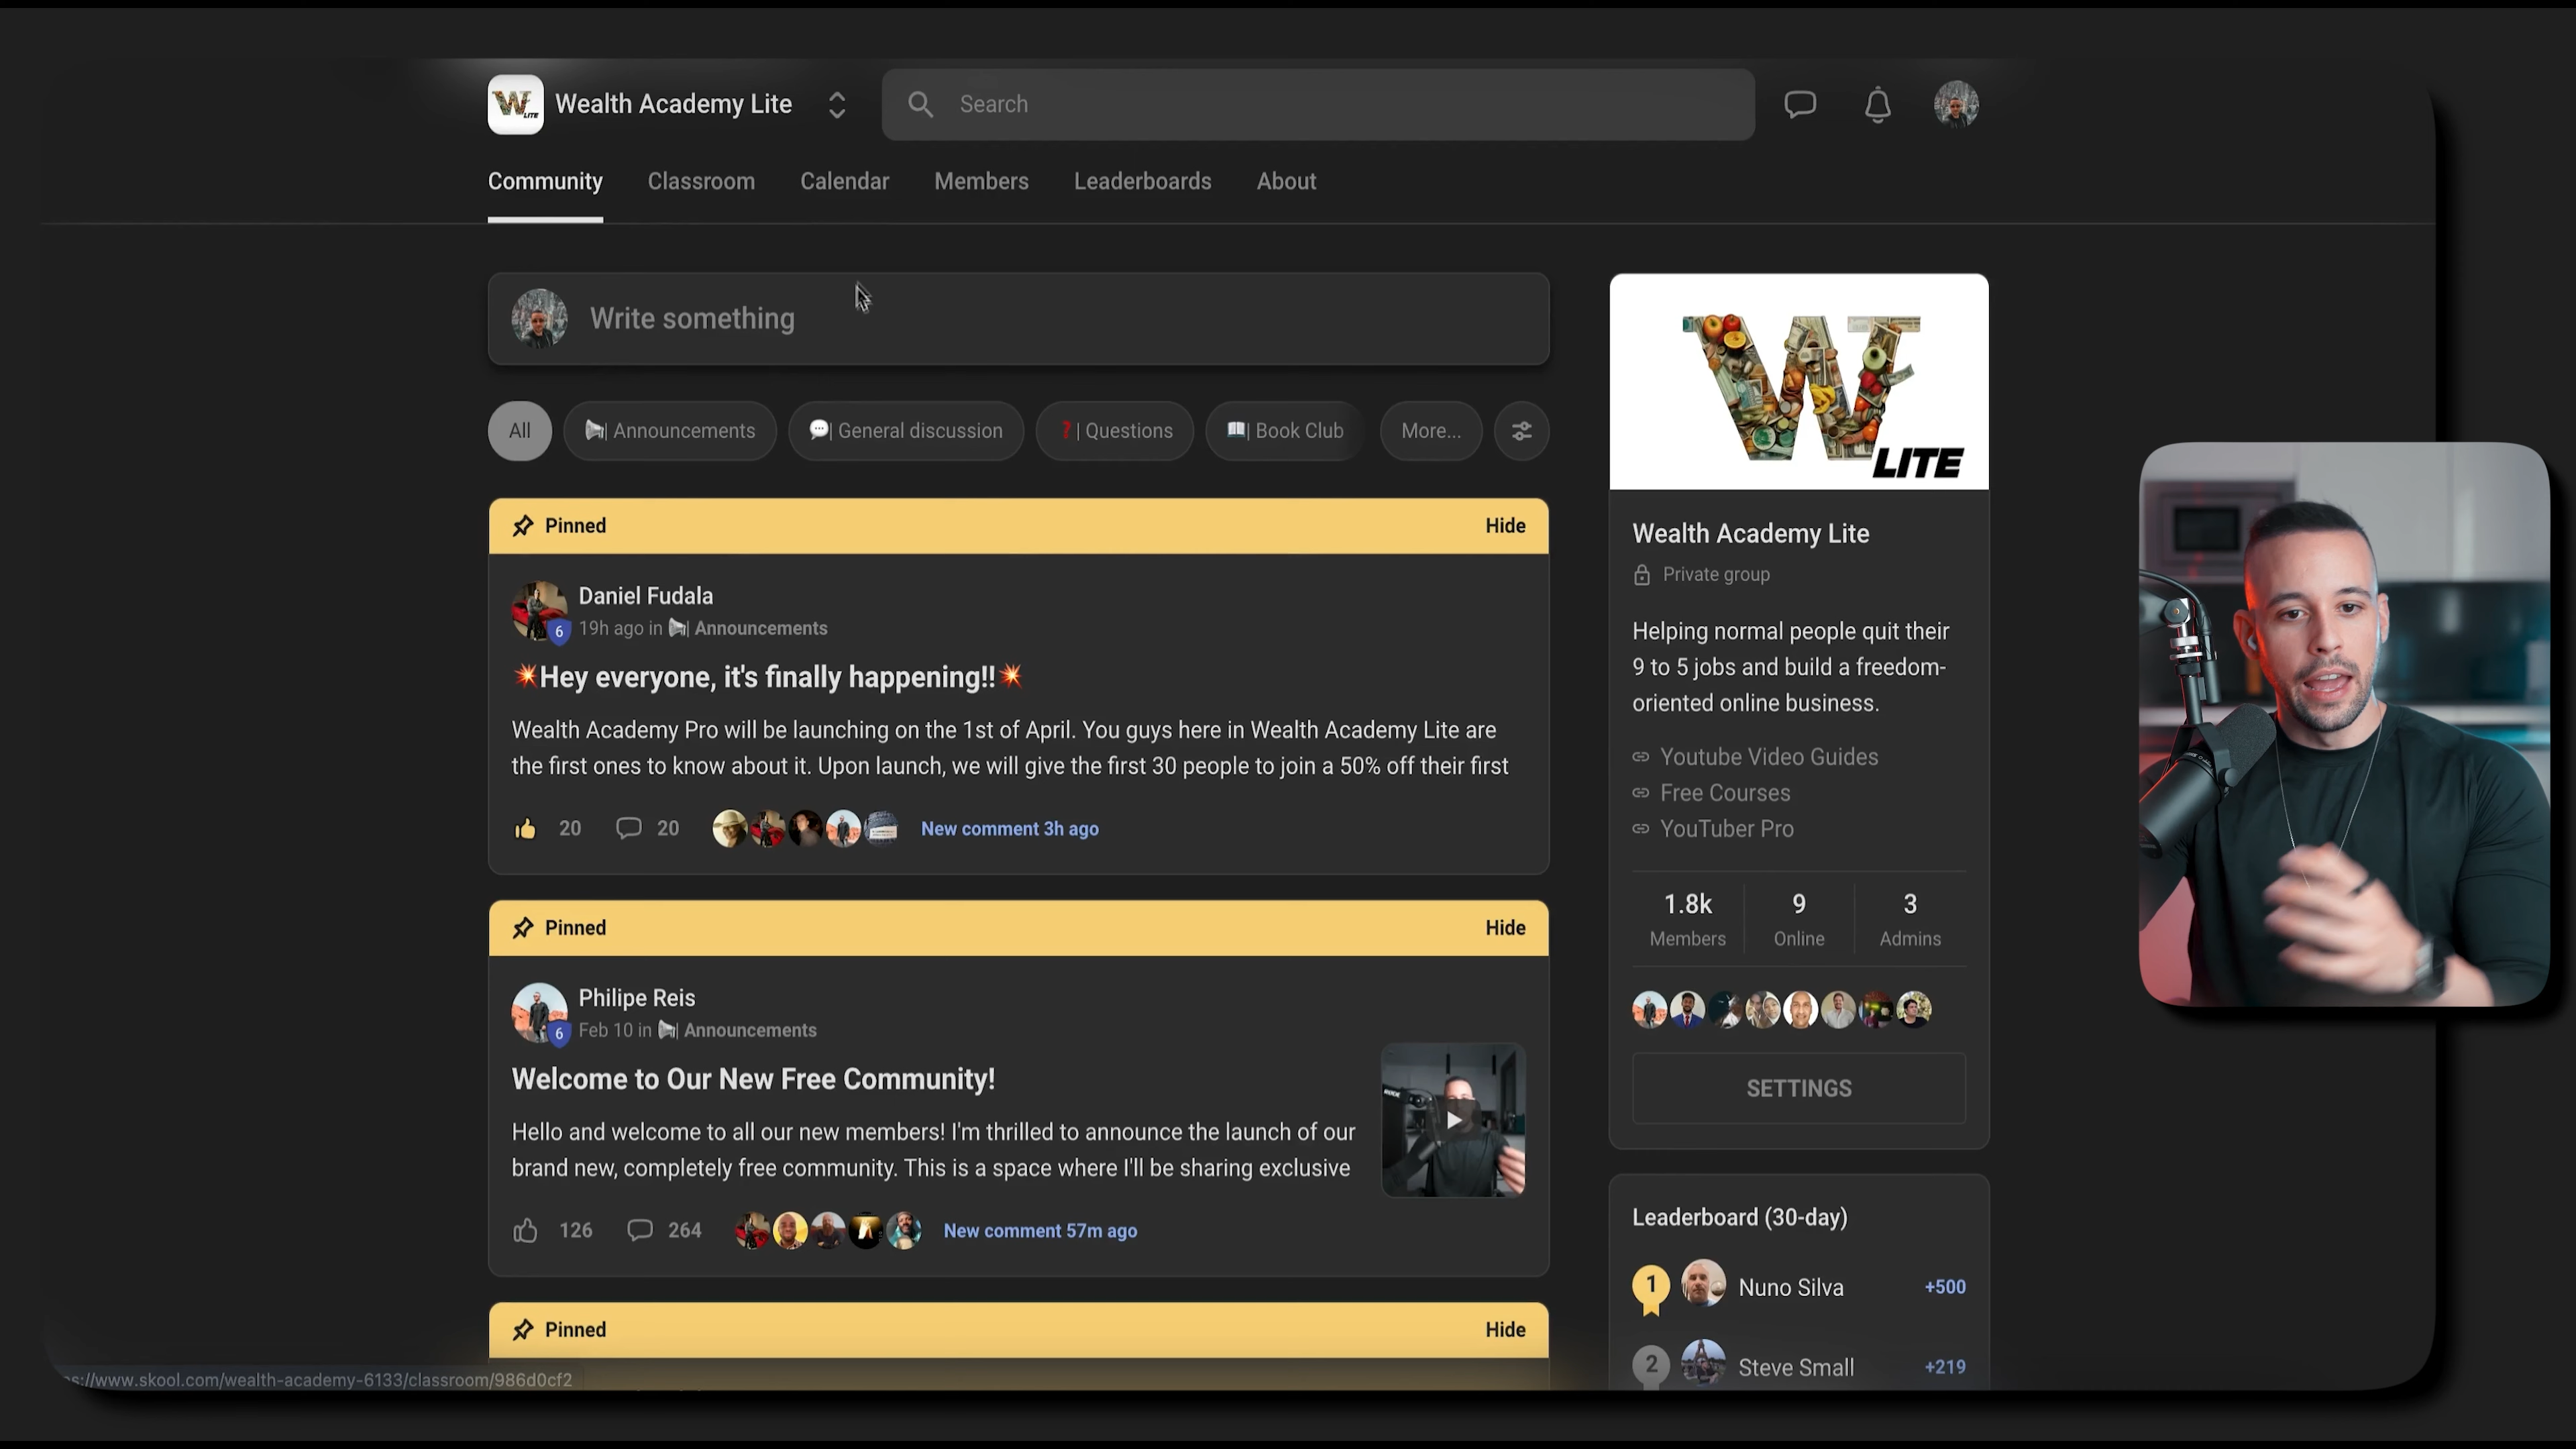 Wealth Academy Lite
Search
Community Classroom Calendar Members Leaderboards About
Write something
All | Announcements | General discussion | Questions | Book Club More...
Pinned Hide
Daniel Fudala
6
19h ago in | Announcements
Hey everyone, it's finally happening!!
Wealth Academy Pro will be launching on the 1st of April. You guys here in Wealth Academy Lite are
the first ones to know about it. Upon launch, we will give the first 30 people to join a 50% off their first
20 20 New comment 3h ago
Pinned Hide
Philipe Reis
6
Feb 10 in | Announcements
Welcome to Our New Free Community!
Hello and welcome to all our new members! I'm thrilled to announce the launch of our
brand new, completely free community. This is a space where I'll be sharing exclusive
126 264 New comment 57m ago
Pinned Hide
s://www.skool.com/wealth-academy-6133/classroom/986d0cf2
W LITE
Wealth Academy Lite
Private group
Helping normal people quit their
9 to 5 jobs and build a freedom-
oriented online business.
Youtube Video Guides
Free Courses
YouTuber Pro
1.8k 9 3
Members Online Admins
SETTINGS
Leaderboard (30-day)
1 Nuno Silva +500
2 Steve Small +219